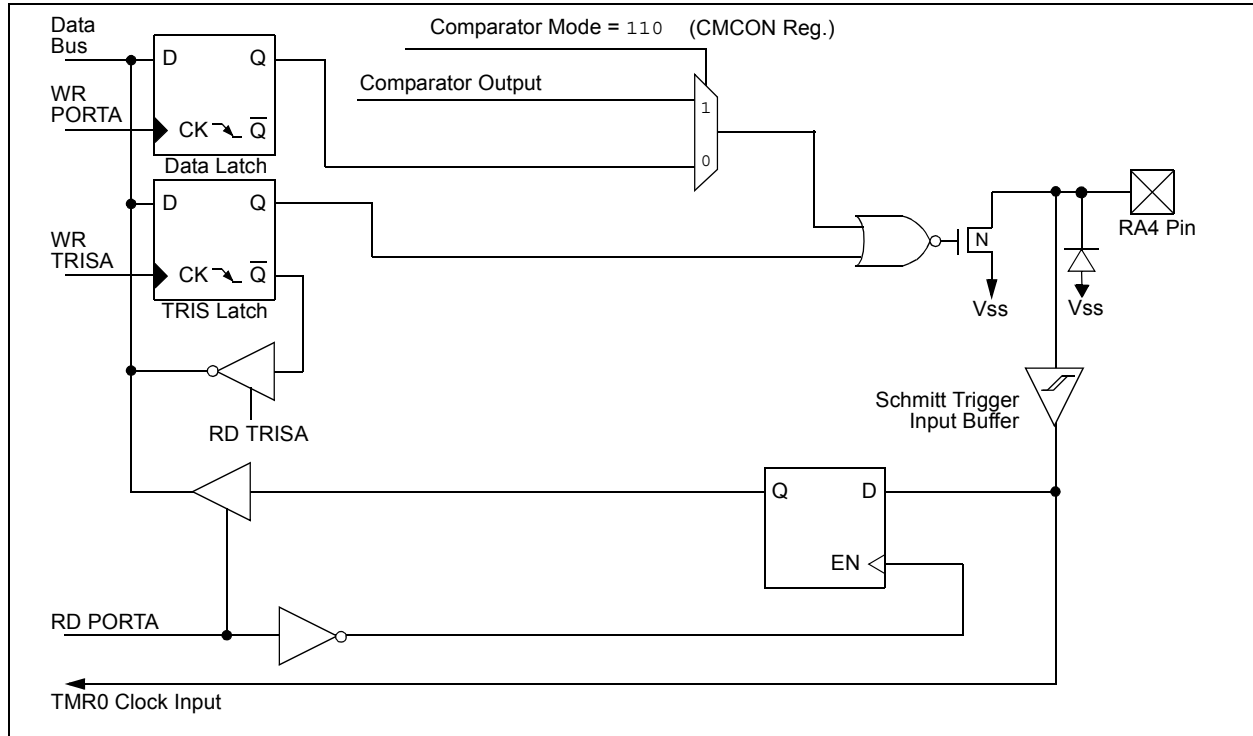 Data
Bus
Comparator Mode = 110 (CMCON Reg.)
D Q
Comparator Output
WR
PORTA
1
CK Q
0
Data Latch
D Q
RA4 Pin
WR
TRISA
N
CK Q
TRIS Latch
Vss
Vss
Schmitt Trigger
Input Buffer
RD TRISA
Q D
EN
RD PORTA
TMR0 Clock Input